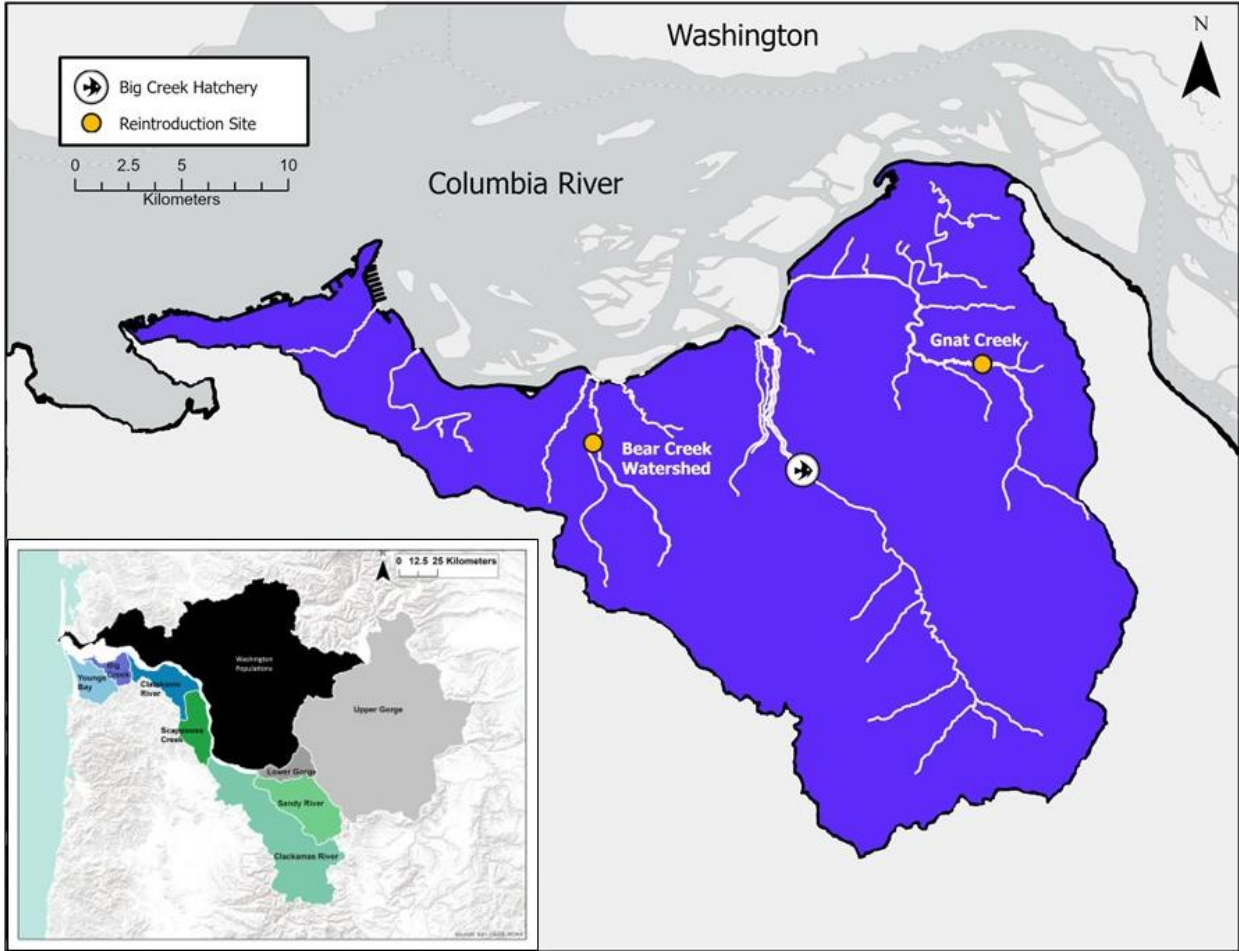 Washington
N
Big Creek Hatchery
Reintroduction Site
0 2.5 5 10
Kilometers
Columbia River
Gnat Creek
Bear Creek
Watershed
N
0 12.5 25 Kilometers
Washington
Populations
Big
Creek
Youngs
Bay
Clatskanie
River
Upper Gorge
Scappoose
Creek
Lower Gorge
Sandy River
Clackamas River